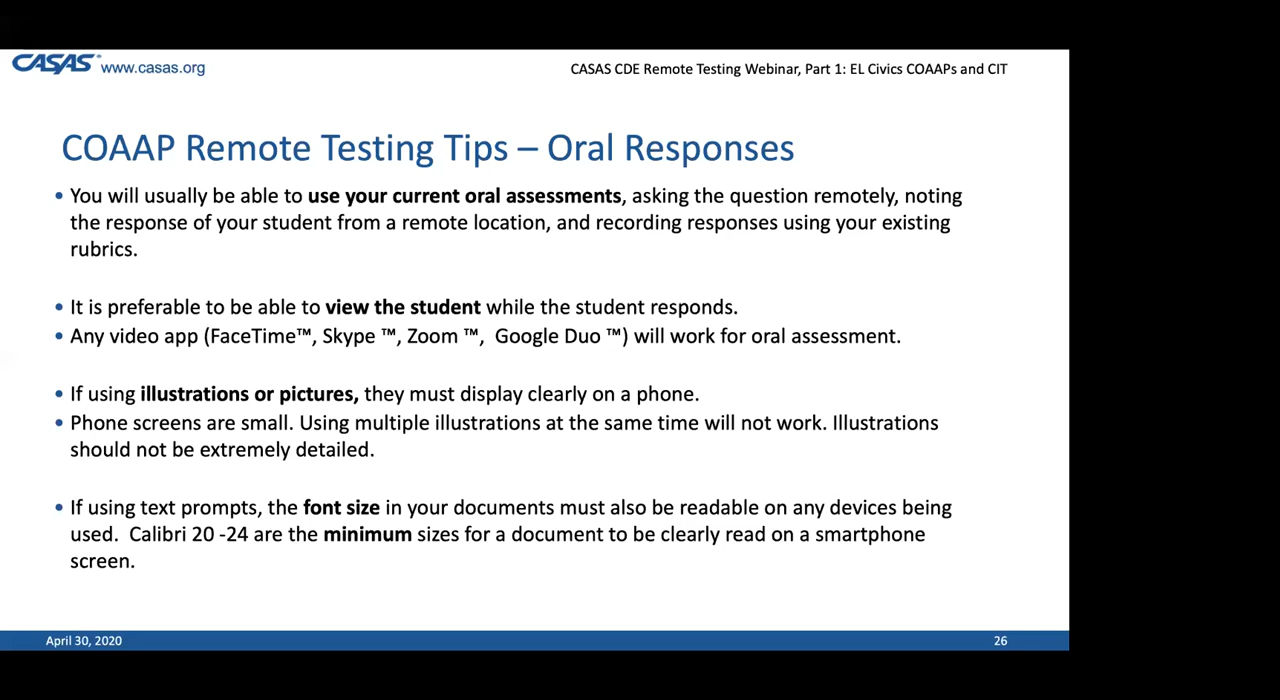 CASAS www.casas.org
CASAS CDE Remote Testing Webinar, Part 1: EL Civics COAAPs and CIT
COAAP Remote Testing Tips – Oral Responses
• You will usually be able to use your current oral assessments, asking the question remotely, noting
the response of your student from a remote location, and recording responses using your existing
rubrics.
• It is preferable to be able to view the student while the student responds.
• Any video app (FaceTime™, Skype ™, Zoom ™,  Google Duo ™) will work for oral assessment.
• If using illustrations or pictures, they must display clearly on a phone.
• Phone screens are small. Using multiple illustrations at the same time will not work. Illustrations
should not be extremely detailed.
• If using text prompts, the font size in your documents must also be readable on any devices being
used.  Calibri 20 -24 are the minimum sizes for a document to be clearly read on a smartphone
screen.
April 30, 2020
26